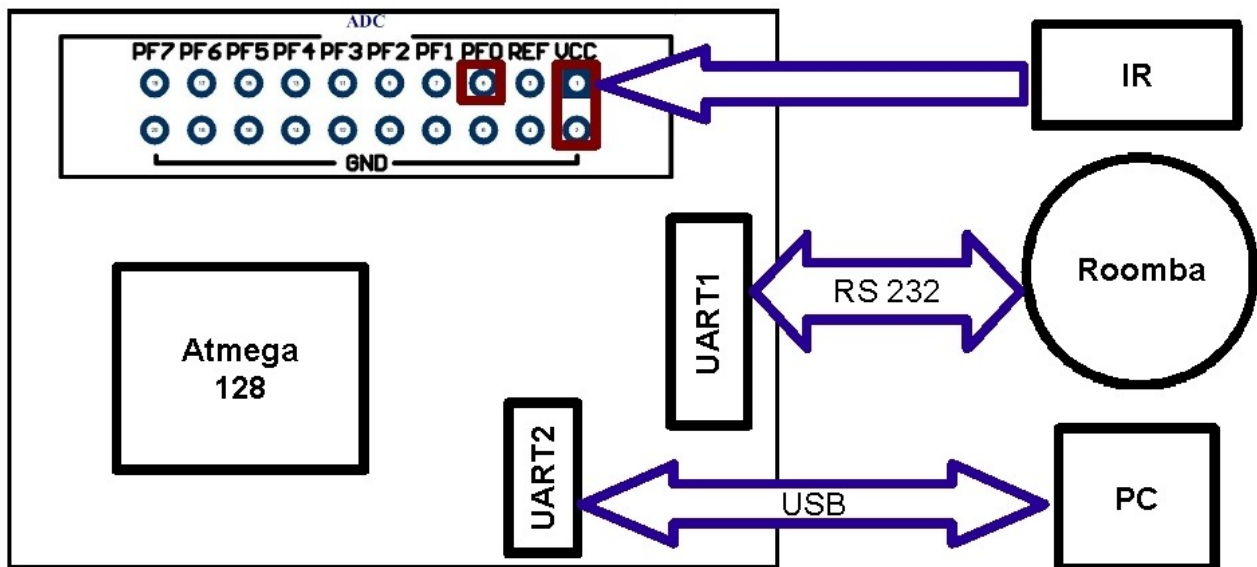 ADC
PF7 PF6 PF5 PF4 PF3 PF2 PF1 PF0 REF VCC
GND
IR
Roomba
RS 232
UART1
Atmega
128
UART2
USB
PC